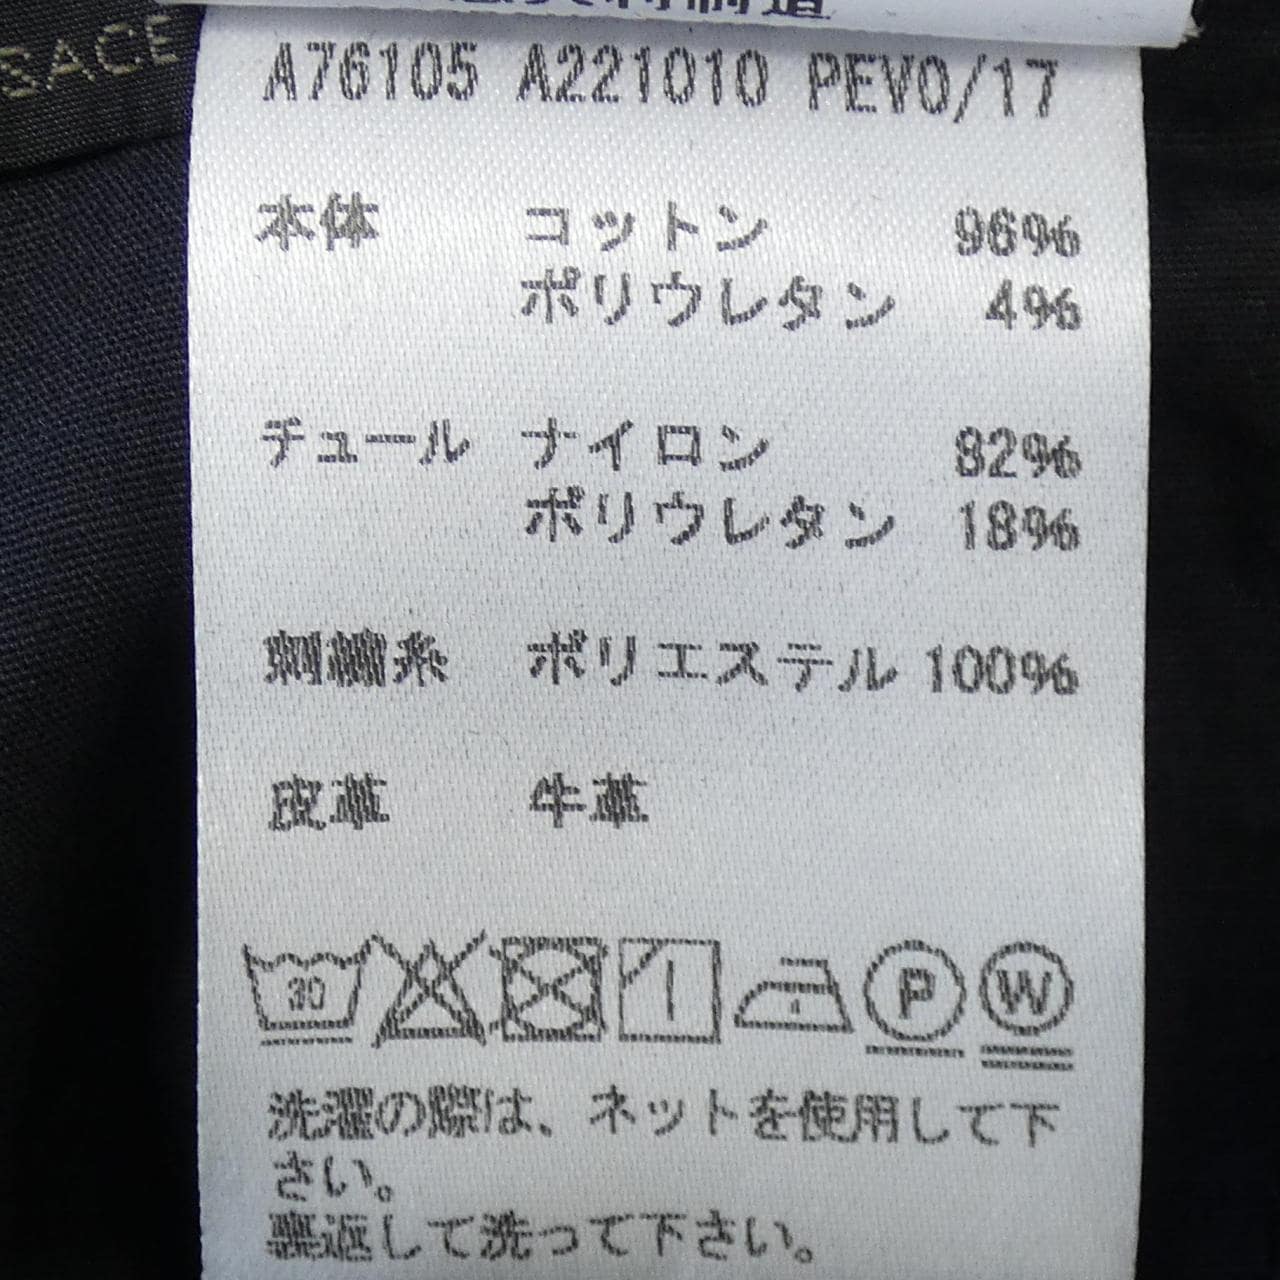 SACE
A76105 A221010 PEV0/17
本体 コットン 96%
ポリウレタン 4%
チュール ナイロン 82%
ポリウレタン 18%
刺繍糸 ポリエステル 100%
皮革 牛革
30 P W
洗濯の際は、ネットを使用して下
さい。
裏返して洗って下さい。